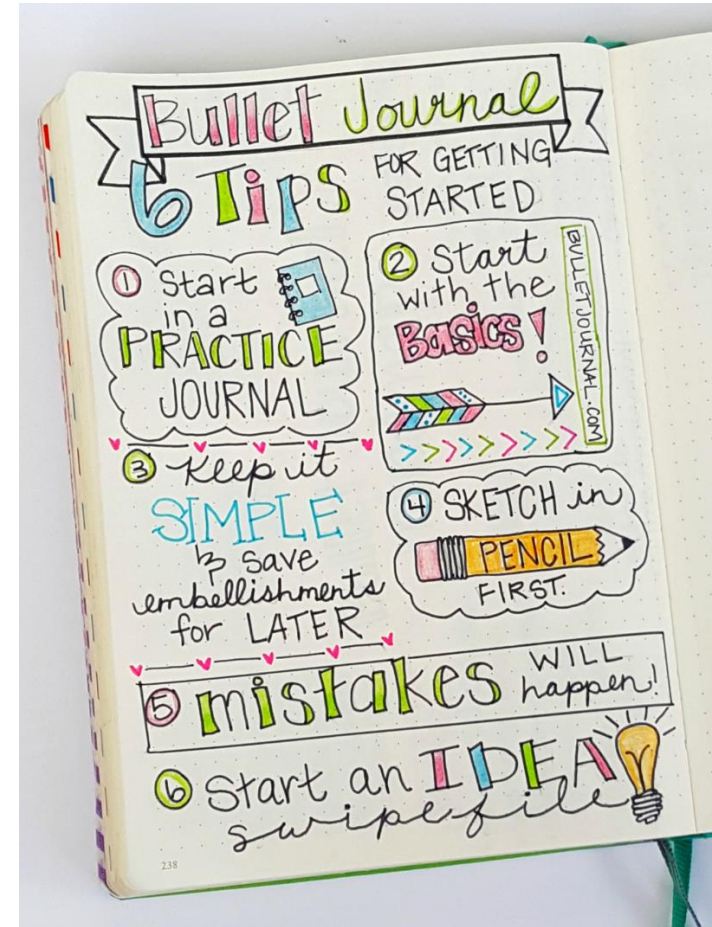 Bullet Journal
6 Tips
FOR GETTING
STARTED
1 Start
in a
PRACTICE
JOURNAL
2 Start
with the
Basics!
BULLETJOURNAL.COM
3 Keep it
SIMPLE
& save
embellishments
for LATER
4 SKETCH in
PENCIL
FIRST.
5 mistakes WILL
happen!
6 Start an IDEA
swipe file
238